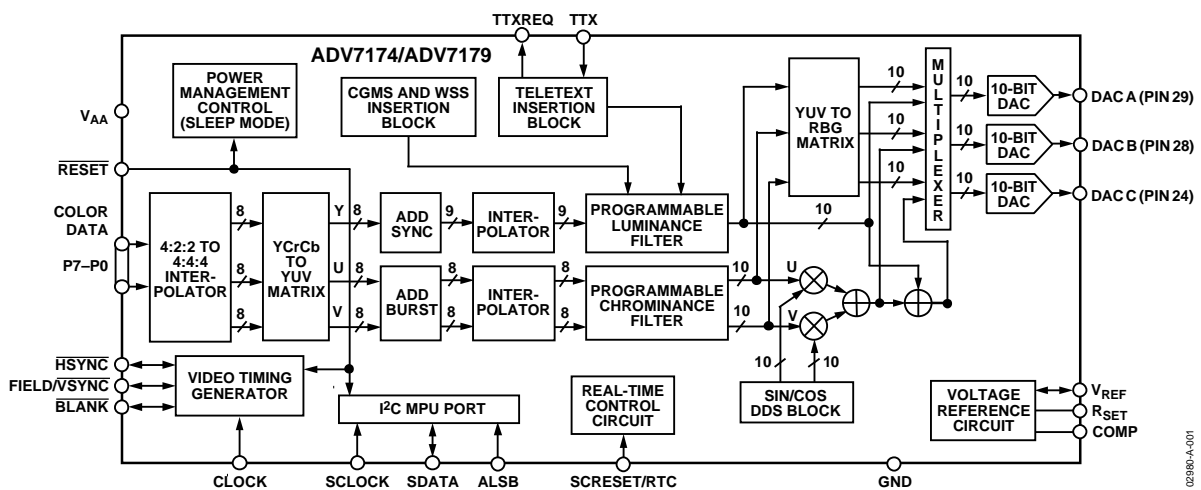 TTXREQ TTX
ADV7174/ADV7179
POWER
MANAGEMENT
CONTROL
(SLEEP MODE)
CGMS AND WSS
INSERTION
BLOCK
TELETEXT
INSERTION
BLOCK
YUV TO
RBG
MATRIX
10
10
10
MULTIPLEXER
10
10
10
10-BIT
DAC
10-BIT
DAC
10-BIT
DAC
DAC A (PIN 29)
DAC B (PIN 28)
DAC C (PIN 24)
VAA
RESET
COLOR
DATA
P7–P0
4:2:2 TO
4:4:4
INTER-
POLATOR
8
8
8
YCrCb
TO
YUV
MATRIX
Y 8
U 8
V 8
ADD
SYNC
9
INTER-
POLATOR
9
PROGRAMMABLE
LUMINANCE
FILTER
10
ADD
BURST
8
8
INTER-
POLATOR
8
8
PROGRAMMABLE
CHROMINANCE
FILTER
10
10
U
V
10 10
SIN/COS
DDS BLOCK
HSYNC
FIELD/VSYNC
BLANK
VIDEO TIMING
GENERATOR
I2C MPU PORT
REAL-TIME
CONTROL
CIRCUIT
VOLTAGE
REFERENCE
CIRCUIT
VREF
RSET
COMP
CLOCK SCLOCK SDATA ALSB SCRESET/RTC GND
02980-A-001